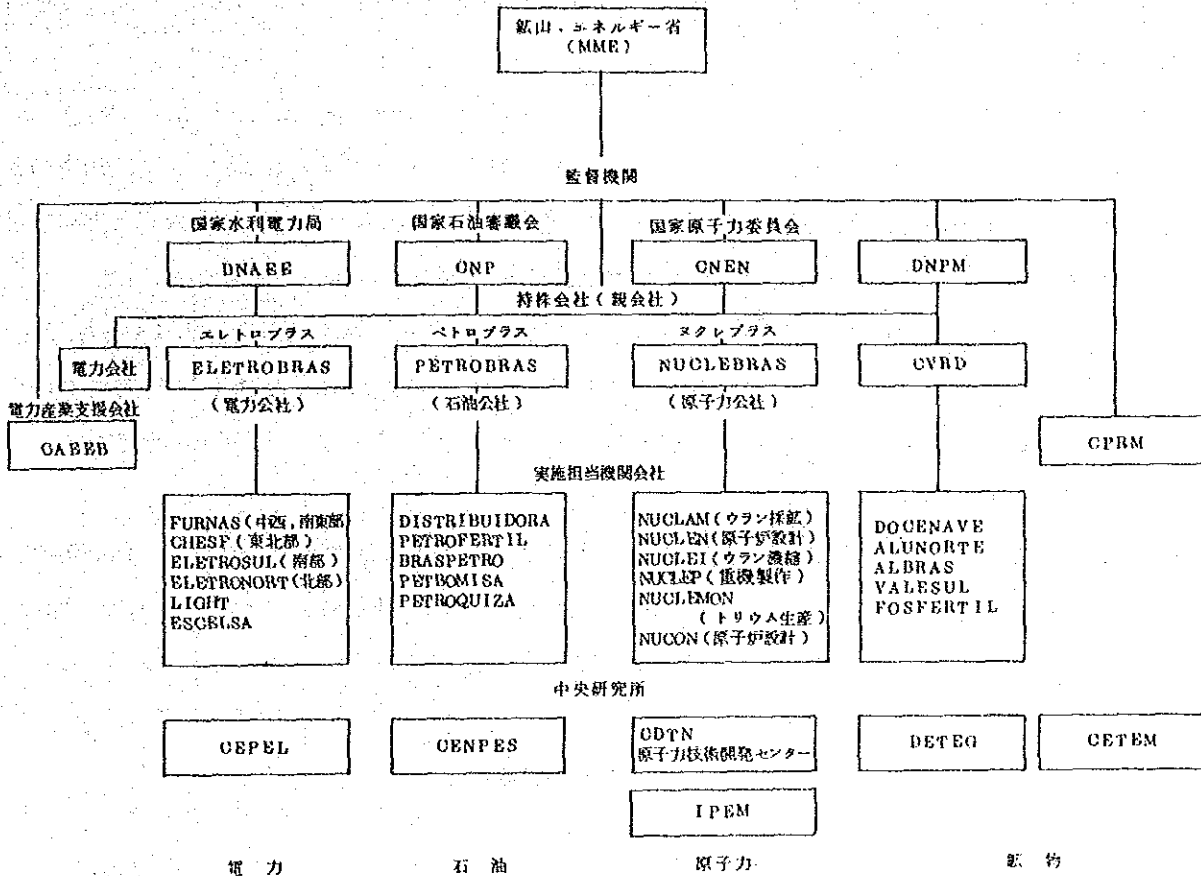 鉱山，エネルギー省
(MME)
監督機関
国家水利電力局
国家石油審議会
国家原子力委員会
DNAEE
CNP
CNEN
DNPM
持株会社(親会社)
エレトロブラス
ペトロブラス
ヌクレブラス
電力会社
ELETROBRAS
PETROBRAS
NUCLEBRAS
CVRD
電力産業支援会社
(電力公社)
(石油公社)
(原子力公社)
CAEEB
CPRM
実施担当機関会社
FURNAS(中西，南東部)
CHESF(東北部)
ELETROSUL(南部)
ELETRONORT(北部)
LIGHT
ESCELSA
DISTRIBUIDORA
PETROFERTIL
BRASPETRO
PETROMISA
PETROQUIZA
NUCLAM(ウラン採鉱)
NUCLEN(原子炉設計)
NUCLEI(ウラン濃縮)
NUCLEP(重機製作)
NUCLEMON
(トリウム生産)
NUCON(原子炉設計)
DOCENAVE
ALUNORTE
ALBRAS
VALESUL
FOSFERTIL
中央研究所
CEPEL
CENPES
CDTN
原子力技術開発センター
DETEG
CETEM
IPEM
電力
石油
原子力
鉱物